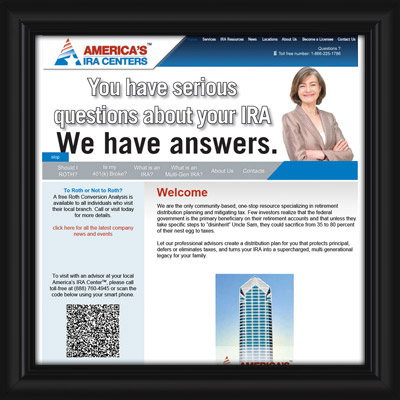 AMERICA'S™
IRA CENTERS
Services IRA Resources News Locations About Us Become a Licensee Contact Us
Questions ?
Toll free number: 1-866-225-1786
You have serious
questions about your IRA
We have answers.
stop
Should I ROTH?
Is my 401(k) Broke?
What is an IRA?
What is an Multi-Gen IRA?
About Us
Contacts
To Roth or Not to Roth?
A free Roth Conversion Analysis is
available to all individuals who visit
their local branch. Call or visit today
for more details.
click here for all the latest company
news and events
To visit with an advisor at your local
America's IRA Center™, please call
toll-free at (888) 760-4945 or scan the
code below using your smart phone.
Welcome
We are the only community-based, one-stop resource specializing in retirement
distribution planning and mitigating tax. Few investors realize that the federal
government is the primary beneficiary on their retirement accounts and that unless they
take specific steps to "disinherit" Uncle Sam, they could sacrifice from 35 to 80 percent
of their nest egg to taxes.
Let our professional advisors create a distribution plan for you that protects principal,
defers or eliminates taxes, and turns your IRA into a supercharged, multi generational
legacy for your family.
AMERICA'S